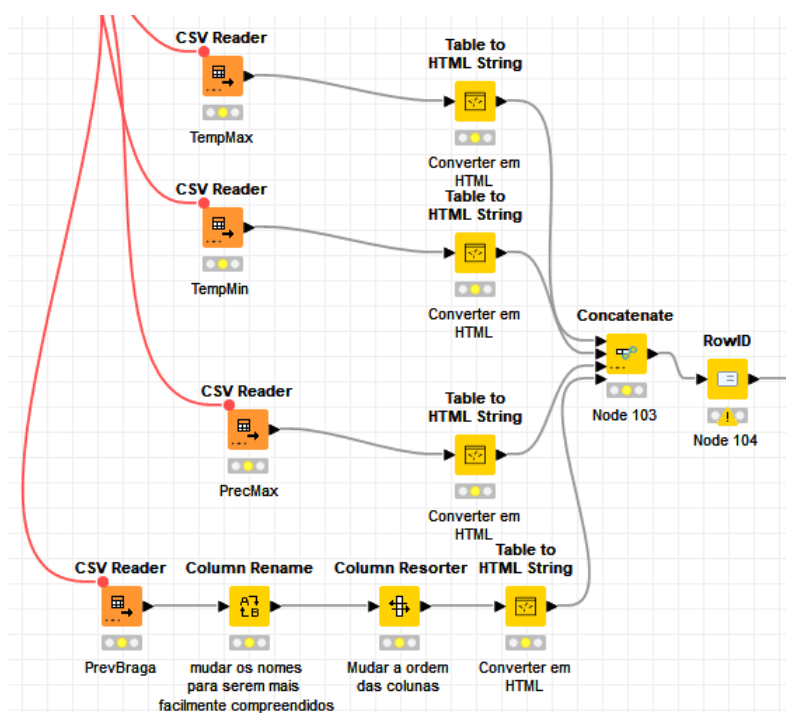 CSV Reader
TempMax
Table to
HTML String
Converter em
HTML
CSV Reader
TempMin
Table to
HTML String
Converter em
HTML
Concatenate
Node 103
RowID
Node 104
CSV Reader
PrecMax
Table to
HTML String
Converter em
HTML
CSV Reader
PrevBraga
Column Rename
mudar os nomes
para serem mais
facilmente compreendidos
Column Resorter
Mudar a ordem
das colunas
Table to
HTML String
Converter em
HTML